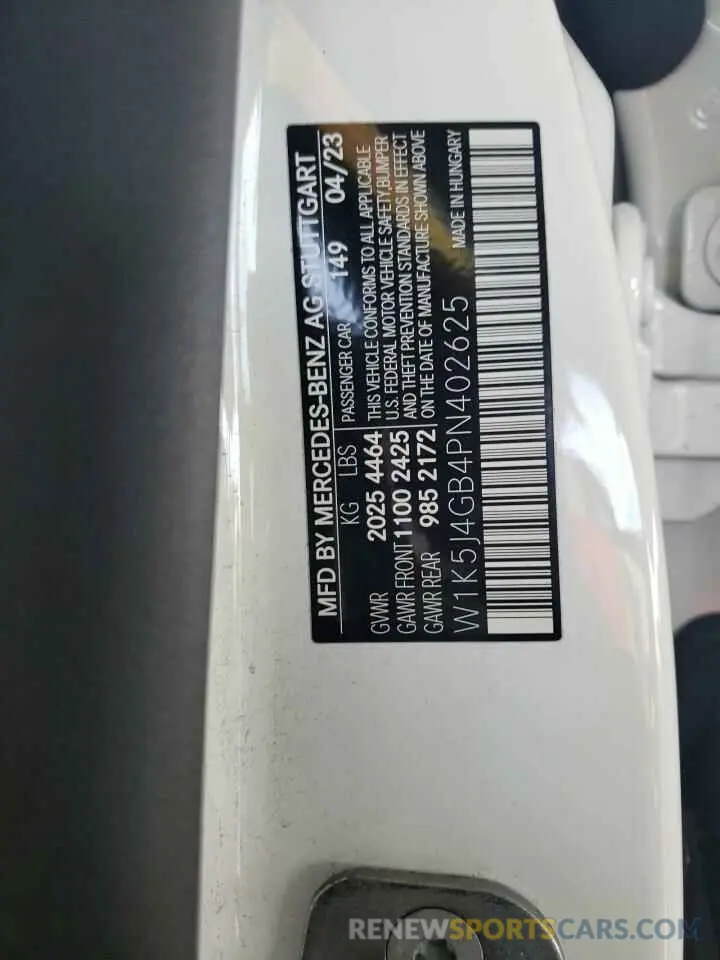 MFD BY MERCEDES-BENZ AG STUTTGART
KG LBS PASSENGER CAR 149 04/23
GVWR 2025 4464 THIS VEHICLE CONFORMS TO ALL APPLICABLE
U.S. FEDERAL MOTOR VEHICLE SAFETY,BUMPER
GAWR FRONT 1100 2425 AND THEFT PREVENTION STANDARDS IN EFFECT
GAWR REAR 985 2172 ON THE DATE OF MANUFACTURE SHOWN ABOVE
W1K5J4GB4PN402625 MADE IN HUNGARY
RENEWSPORTSCARS.COM